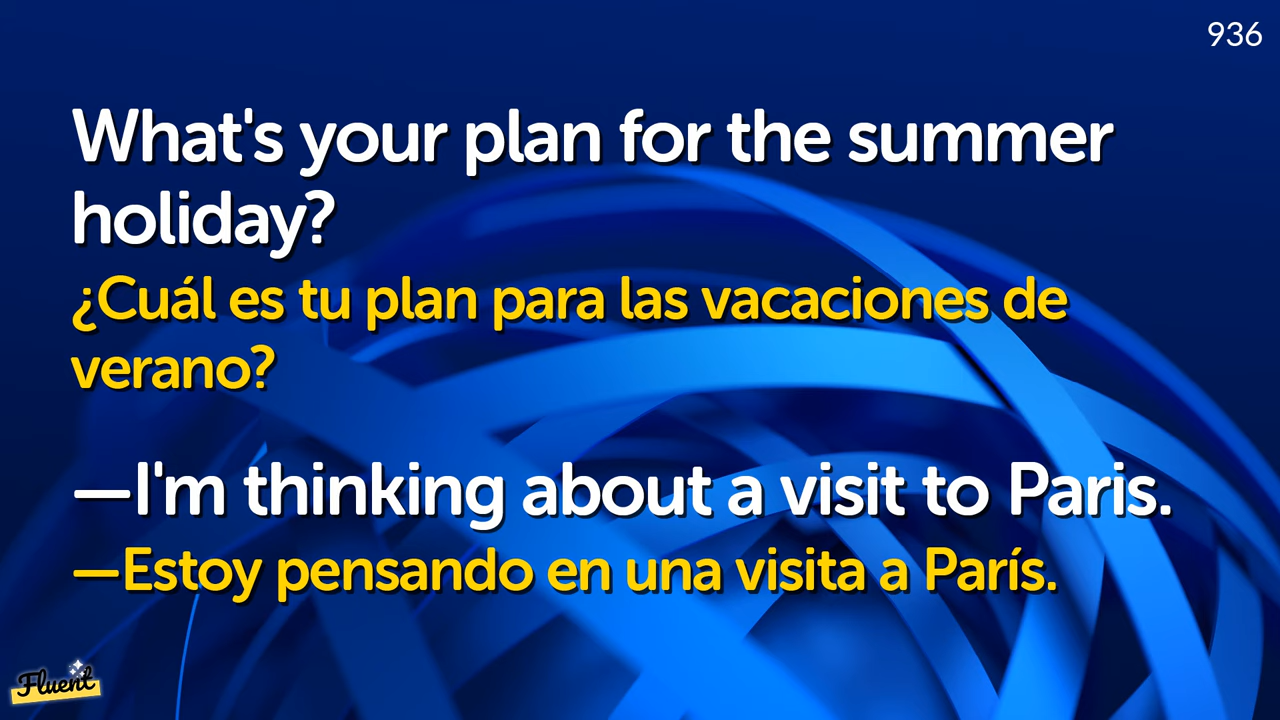 936
What's your plan for the summer
holiday?
¿Cuál es tu plan para las vacaciones de
verano?
—I'm thinking about a visit to Paris.
—Estoy pensando en una visita a París.
Fluent